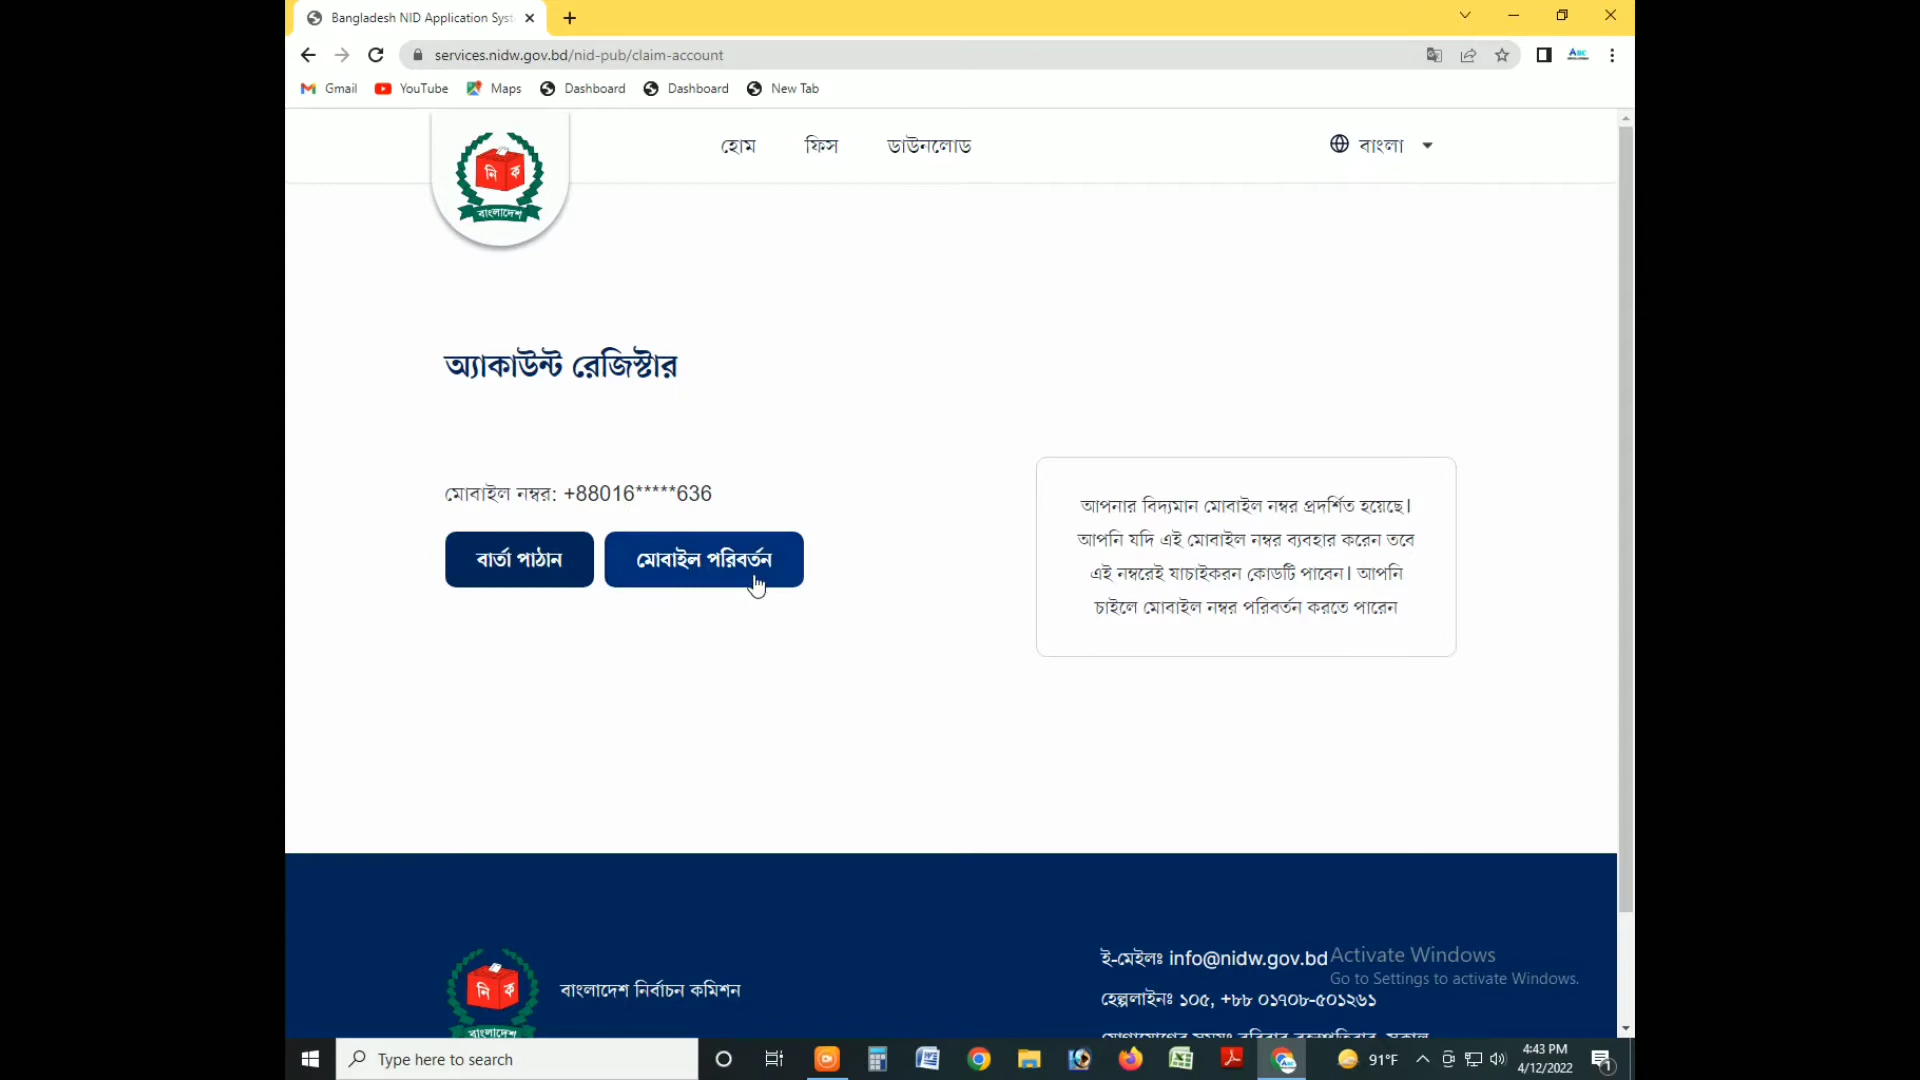 Bangladesh NID Application Syst
services.nidw.gov.bd/nid-pub/claim-account
Gmail YouTube Maps Dashboard Dashboard New Tab
হোম ফিস ডাউনলোড বাংলা
নি ক
বাংলাদেশ
অ্যাকাউন্ট রেজিস্টার
মোবাইল নম্বর: +88016*****636
বার্তা পাঠান মোবাইল পরিবর্তন
আপনার বিদ্যমান মোবাইল নম্বর প্রদর্শিত হয়েছে।
আপনি যদি এই মোবাইল নম্বর ব্যবহার করেন তবে
এই নম্বরেই যাচাইকরন কোডটি পাবেন। আপনি
চাইলে মোবাইল নম্বর পরিবর্তন করতে পারেন
নি ক
বাংলাদেশ
বাংলাদেশ নির্বাচন কমিশন
ই-মেইলঃ info@nidw.gov.bd
হেল্পলাইনঃ ১০৫, +৮৮ ০১৭০৮-৫০১২৬১
Activate Windows
Go to Settings to activate Windows.
Type here to search
91°F
4:43 PM
4/12/2022
1